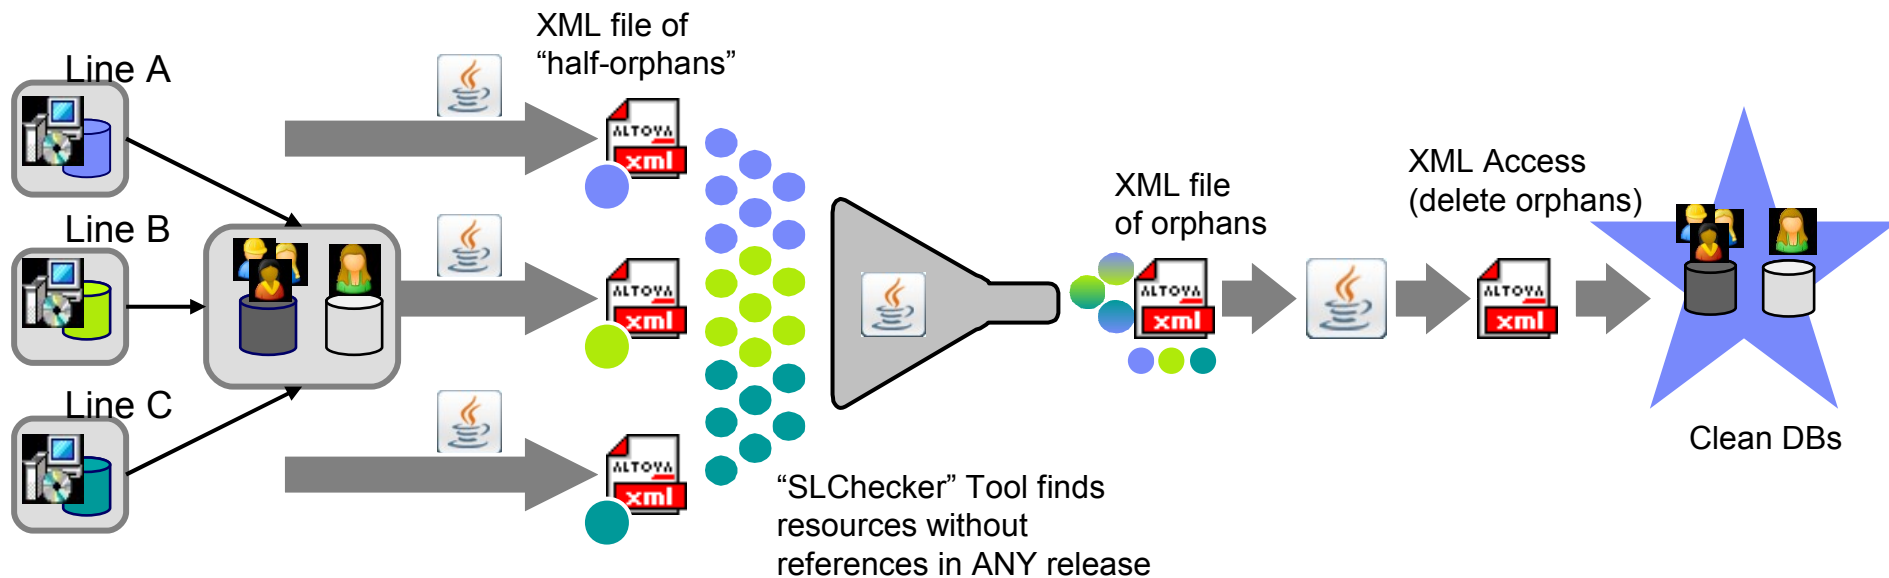 XML file of
“half-orphans”
Line A
ALTOVA
xml
Line B
ALTOVA
xml
Line C
ALTOVA
xml
“SLChecker” Tool finds
resources without
references in ANY release
XML file
of orphans
ALTOVA
xml
XML Access
(delete orphans)
ALTOVA
xml
Clean DBs